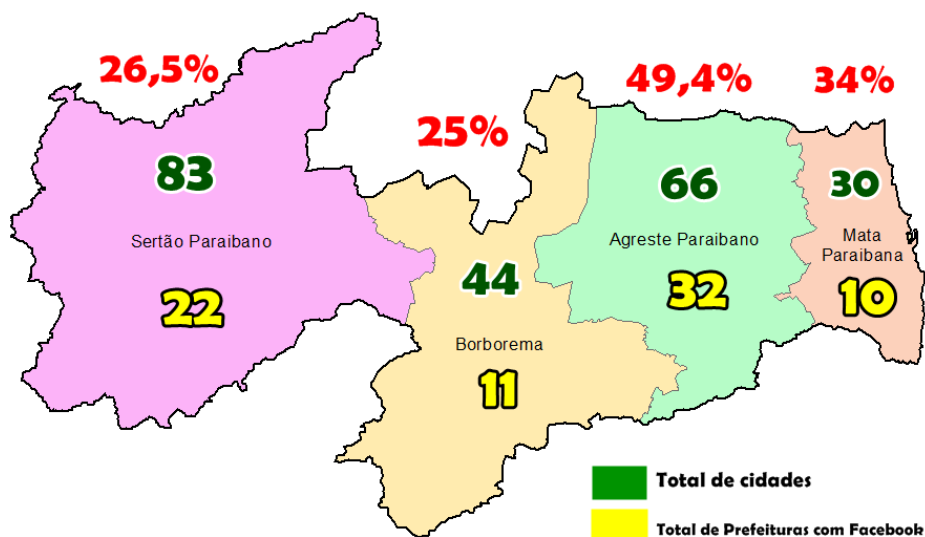 26,5%
49,4%
34%
25%
83
66
30
Sertão Paraibano
Agreste Paraibano
Mata
Paraibana
44
22
32
10
Borborema
11
Total de cidades
Total de Prefeituras com Facebook